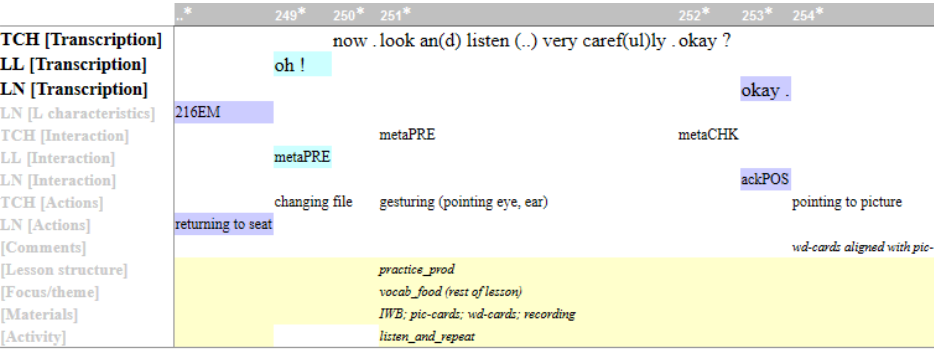 ..* 249* 250* 251* 252* 253* 254*
TCH [Transcription] now . look an(d) listen (..) very caref(ul)ly . okay ?
LL [Transcription] oh !
LN [Transcription] okay .
LN [L characteristics] 216EM
TCH [Interaction] metaPRE metaCHK
LL [Interaction] metaPRE
LN [Interaction] ackPOS
TCH [Actions] changing file gesturing (pointing eye, ear) pointing to picture
LN [Actions] returning to seat
[Comments] wd-cards aligned with pic-
[Lesson structure] practice_prod
[Focus/theme] vocab_food (rest of lesson)
[Materials] IWB; pic-cards; wd-cards; recording
[Activity] listen_and_repeat